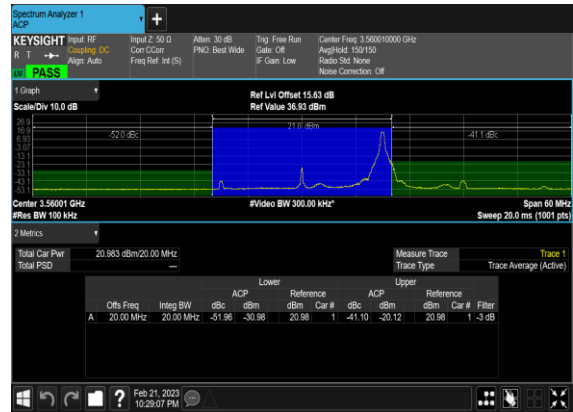 Spectrum Analyzer 1
ACP
KEYSIGHT Input: RF Input Z: 50 Ω Atten: 30 dB Trig: Free Run Center Freq: 3.560010000 GHz
R T Coupling: DC Corr CCorr PNO: Best Wide Gate: Off Avg|Hold: 150/150
Align: Auto Freq Ref: Int (S) IF Gain: Low Radio Std: None
LW PASS Noise Correction: Off
1 Graph Ref Lvl Offset 15.63 dB
Scale/Div 10.0 dB Ref Value 36.93 dBm
26.9
16.9
6.93
-3.07
-13.1
-23.1
-33.1
-43.1
-53.1
-52.0 dBc 21.0 dBm -41.1 dBc
Center 3.56001 GHz #Video BW 300.00 kHz* Span 60 MHz
#Res BW 100 kHz Sweep 20.0 ms (1001 pts)
2 Metrics
Total Car Pwr 20.983 dBm/20.00 MHz Measure Trace Trace 1
Total PSD --- Trace Type Trace Average (Active)
Lower Upper
ACP Reference ACP Reference
Offs Freq Integ BW dBc dBm dBm Car # dBc dBm dBm Car # Filter
A 20.00 MHz 20.00 MHz -51.96 -30.98 20.98 1 -41.10 -20.12 20.98 1 -3 dB
? Feb 21, 2023
10:29:07 PM